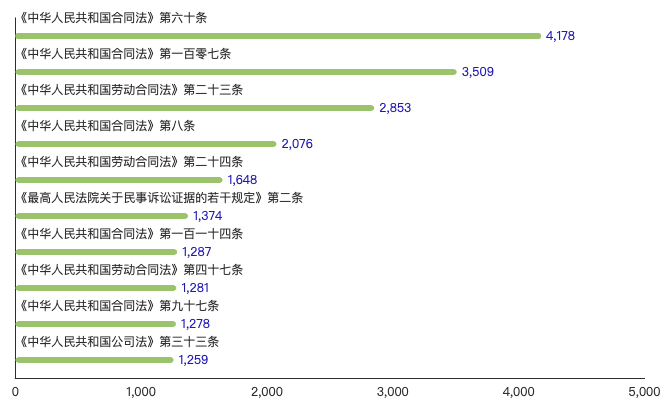 《中华人民共和国合同法》第六十条
4,178
《中华人民共和国合同法》第一百零七条
3,509
《中华人民共和国劳动合同法》第二十三条
2,853
《中华人民共和国合同法》第八条
2,076
《中华人民共和国劳动合同法》第二十四条
1,648
《最高人民法院关于民事诉讼证据的若干规定》第二条
1,374
《中华人民共和国合同法》第一百一十四条
1,287
《中华人民共和国劳动合同法》第四十七条
1,281
《中华人民共和国合同法》第九十七条
1,278
《中华人民共和国公司法》第三十三条
1,259
0 1,000 2,000 3,000 4,000 5,000